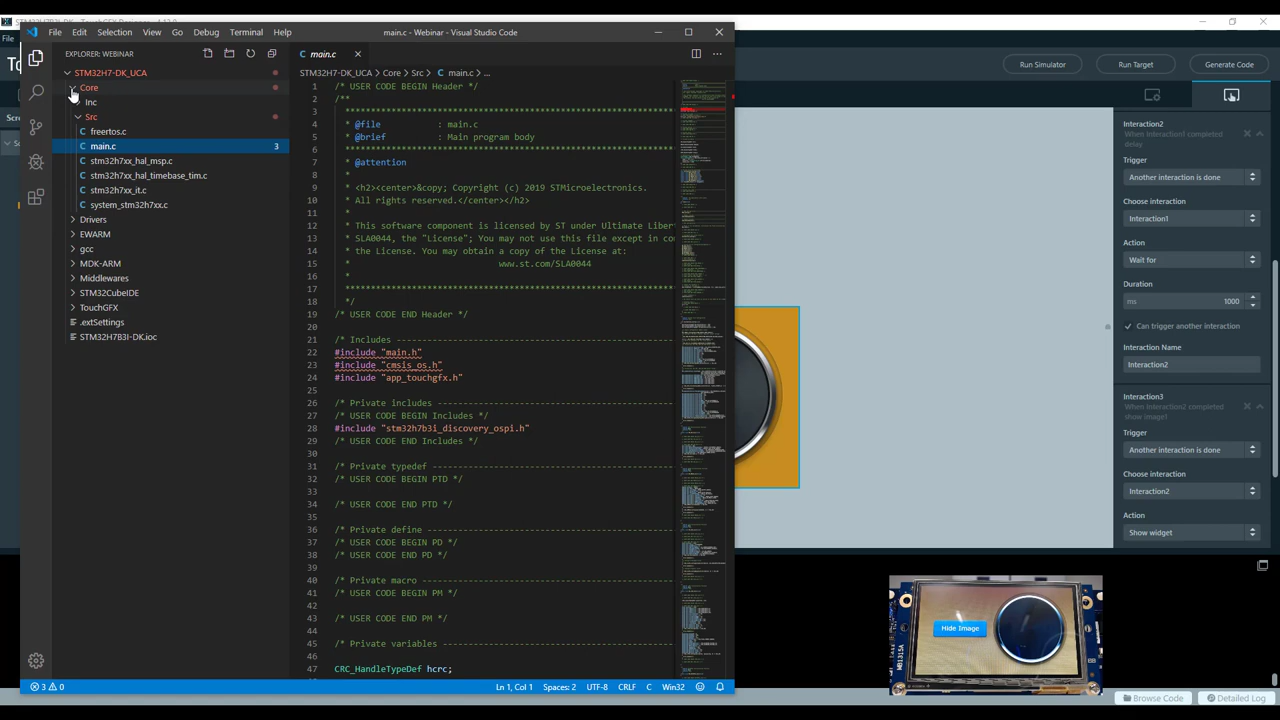 STM32H7B3I-DK - TouchGFX Designer - 4.13.0
File
Edit
Selection
View
Go
Debug
Terminal
Help
main.c - Webinar - Visual Studio Code
File
EXPLORER: WEBINAR
main.c
Run Simulator
Run Target
Generate Code
STM32H7-DK_UCA
Core
Inc
Src
freertos.c
main.c
3
stm32h7xx_hal_msp.c
stm32h7xx_hal_timebase_tim.c
stm32h7xx_it.c
system_stm32h7xx.c
Drivers
EWARM
gcc
MDK-ARM
Middlewares
STM32CubeIDE
TouchGFX
.extSettings
STM32H7B3I-DK.ioc
STM32H7-DK_UCA > Core > Src > main.c > ...
1 /* USER CODE BEGIN Header */
2 /**
3 ******************************************************
4 * @file : main.c
5 * @brief : Main program body
6 ******************************************************
7 * @attention
8 *
9 * <h2><center>&copy; Copyright (c) 2019 STMicroelectronics.
10 * All rights reserved.</center></h2>
11 *
12 * This software component is licensed by ST under Ultimate Liber
13 * SLA0044, the "License"; You may not use this file except in co
14 * the License. You may obtain a copy of the License at:
15 * www.st.com/SLA0044
16 *
17 ******************************************************
18 */
19 /* USER CODE END Header */
20
21 /* Includes ------------------------------------------
22 #include "main.h"
23 #include "cmsis_os.h"
24 #include "app_touchgfx.h"
25
26 /* Private includes ----------------------------------
27 /* USER CODE BEGIN Includes */
28 #include "stm32h7b3i_discovery_ospi.h"
29 /* USER CODE END Includes */
30
31 /* Private typedef -----------------------------------
32 /* USER CODE BEGIN PTD */
33
34 /* USER CODE END PTD */
35
36 /* Private define ------------------------------------
37 /* USER CODE BEGIN PD */
38 /* USER CODE END PD */
39
40 /* Private macro -------------------------------------
41 /* USER CODE BEGIN PM */
42
43 /* USER CODE END PM */
44
45 /* Private variables ---------------------------------
46
47 CRC_HandleTypeDef hcrc;
3 0
Ln 1, Col 1
Spaces: 2
UTF-8
CRLF
C
Win32
Interaction2
When Interaction1 completed
delay
Trigger
Another interaction is done
Choose interaction
Interaction1
Action
Wait for
Duration
ms 1000
Can trigger another interaction
Interaction Name
Interaction2
Interaction3
When Interaction2 completed
show image1
Trigger
Another interaction is done
Choose interaction
Interaction2
Action
Show widget
Hide Image
MB1315A
Browse Code
Detailed Log